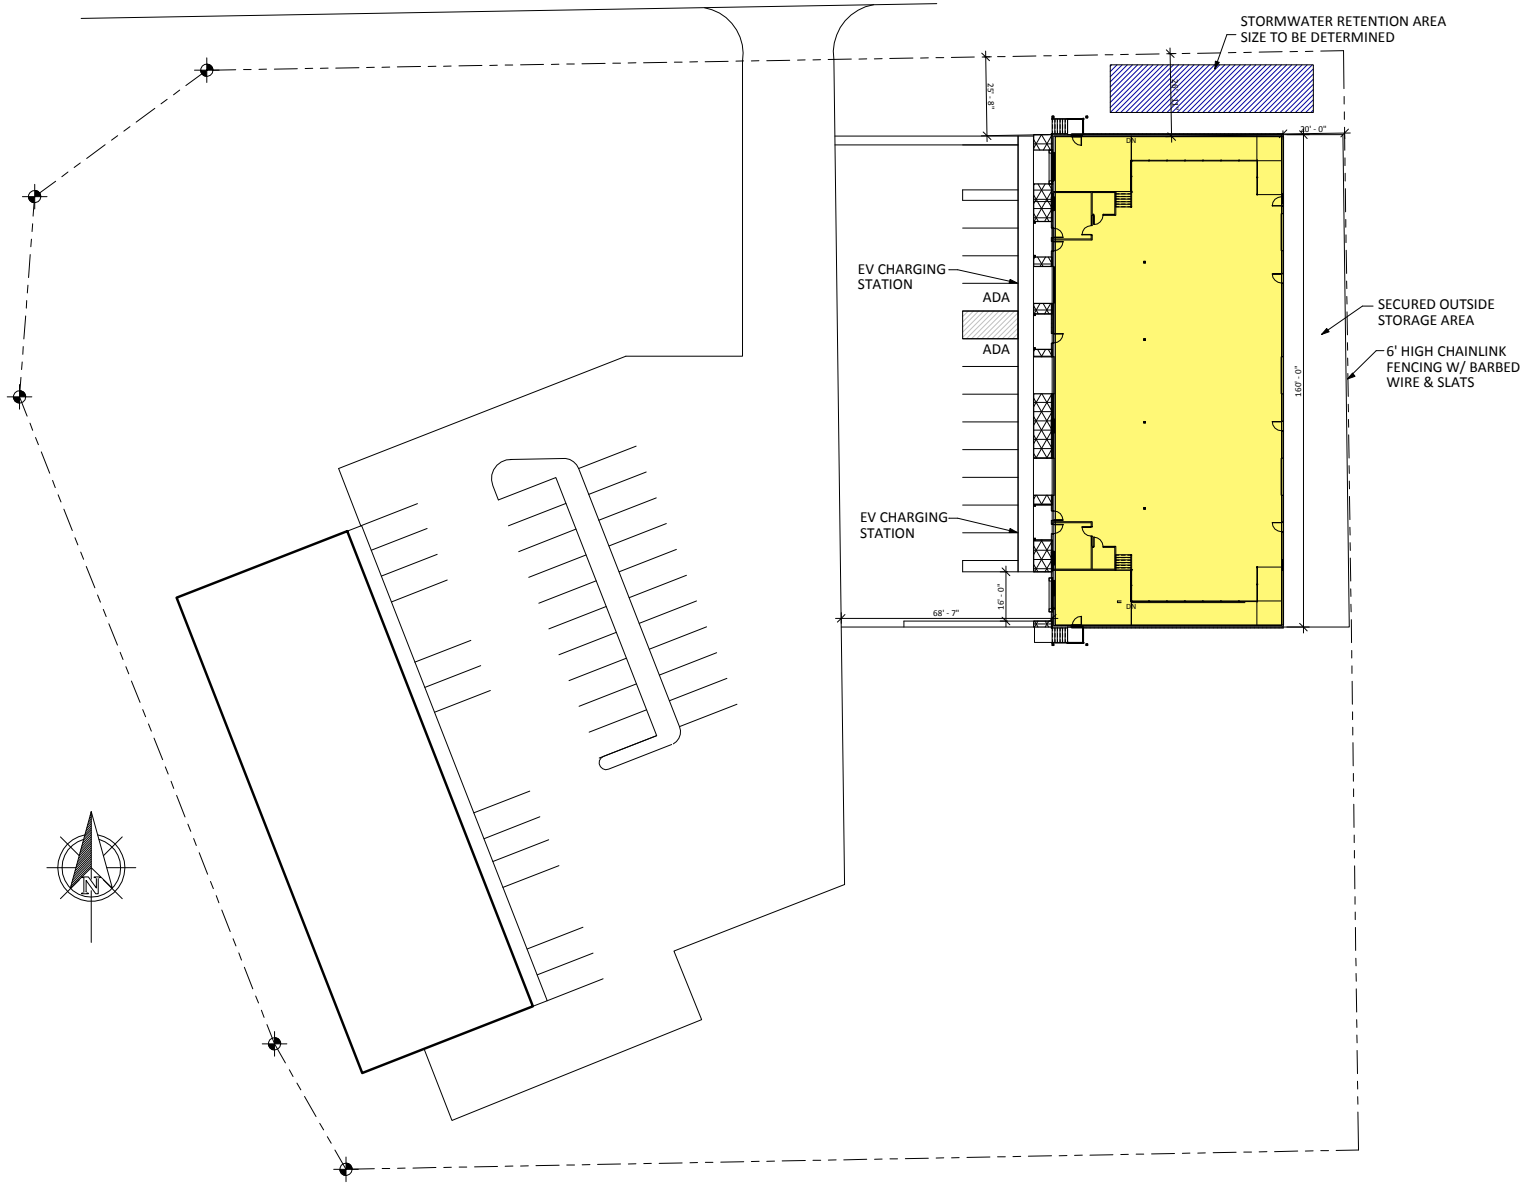 STORMWATER RETENTION AREA
SIZE TO BE DETERMINED
25' - 8"
20' - 0"
DN
EV CHARGING
STATION
ADA
ADA
SECURED OUTSIDE
STORAGE AREA
6' HIGH CHAINLINK
FENCING W/ BARBED
WIRE & SLATS
160' - 0"
EV CHARGING
STATION
16' - 0"
68' - 7"
DN
N